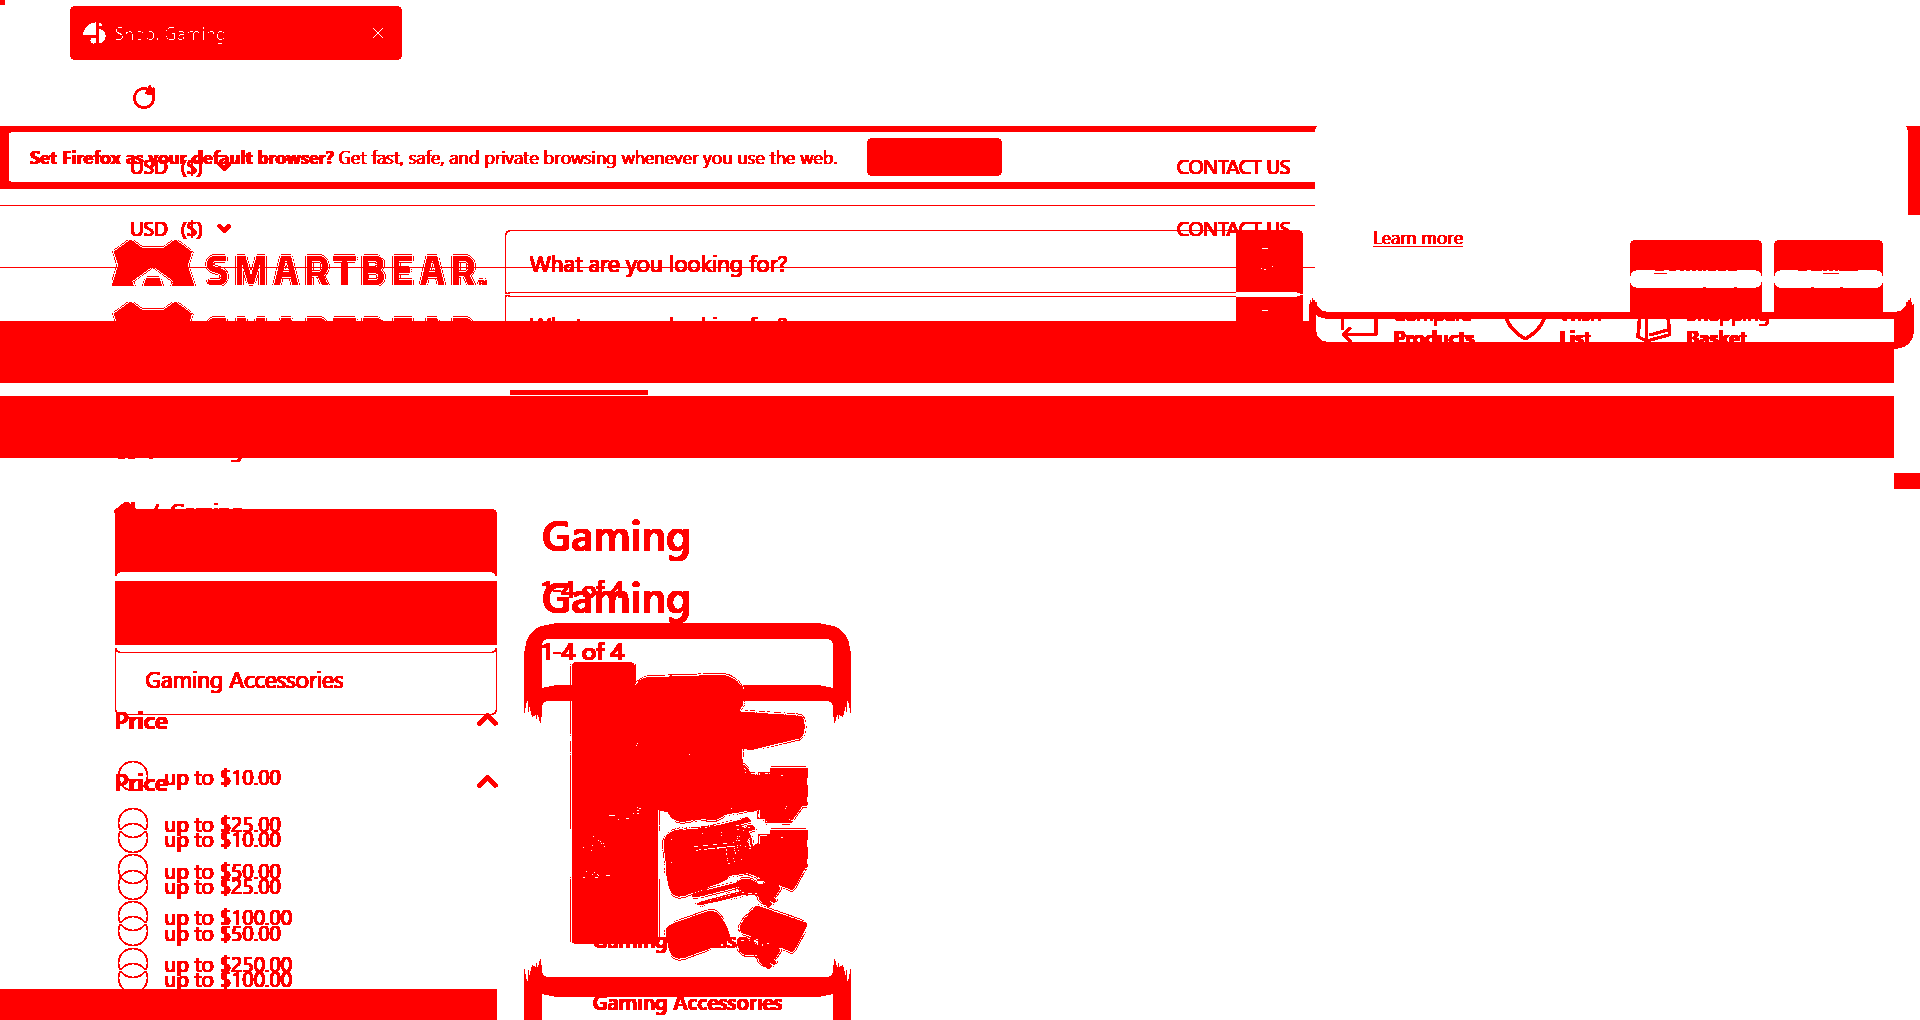 Shop. Gaming
Set Firefox as your default browser? Get fast, safe, and private browsing whenever you use the web.
USD ($)
CONTACT US
USD ($)
CONTACT US
Learn more
SMARTBEAR
What are you looking for?
Products
List
Shopping
Basket
Gaming
Gaming
1-4 of 4
Gaming
1-4 of 4
Gaming Accessories
Price
up to $10.00
Price
up to $25.00
up to $10.00
up to $50.00
up to $25.00
up to $100.00
up to $50.00
up to $250.00
up to $100.00
Gaming Accessories